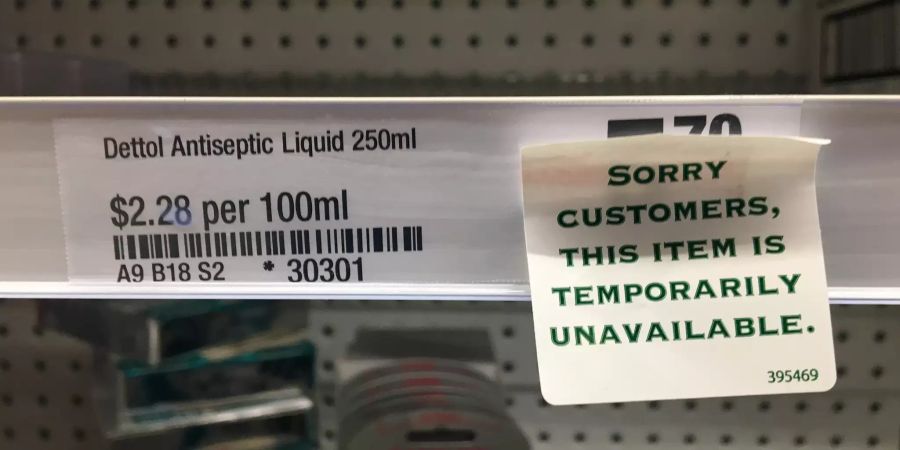 Dettol Antiseptic Liquid 250ml
$2.28 per 100ml
A9 B18 S2 * 30301
SORRY
CUSTOMERS,
THIS ITEM IS
TEMPORARILY
UNAVAILABLE.
395469